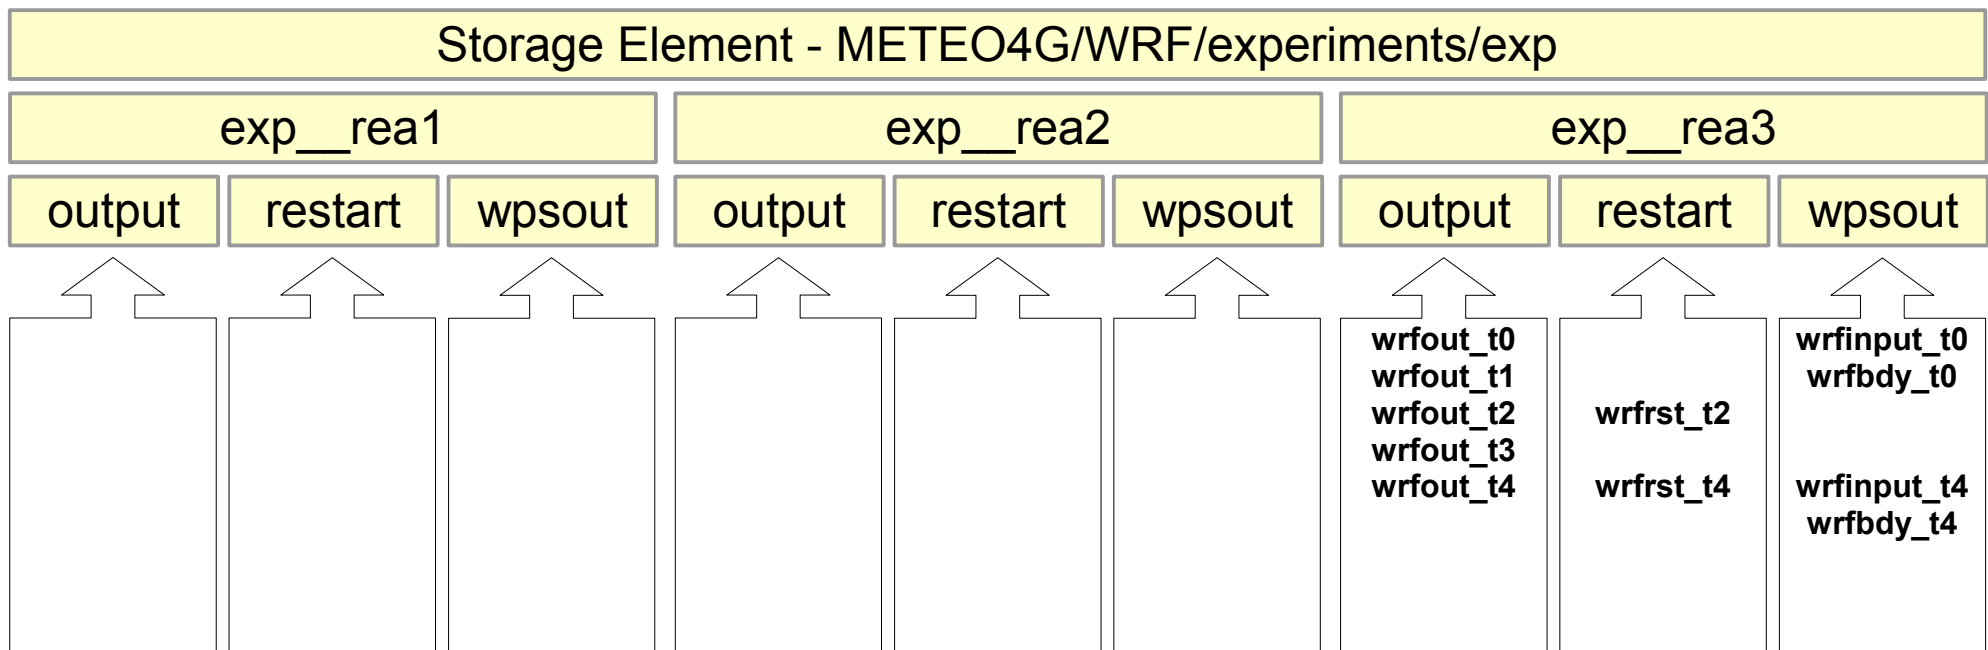 Storage Element - METEO4G/WRF/experiments/exp
exp__rea1 exp__rea2 exp__rea3
output restart wpsout output restart wpsout output restart wpsout
wrfout_t0 wrfinput_t0
wrfout_t1 wrfbdy_t0
wrfout_t2 wrfrst_t2
wrfout_t3
wrfout_t4 wrfrst_t4 wrfinput_t4
wrfbdy_t4